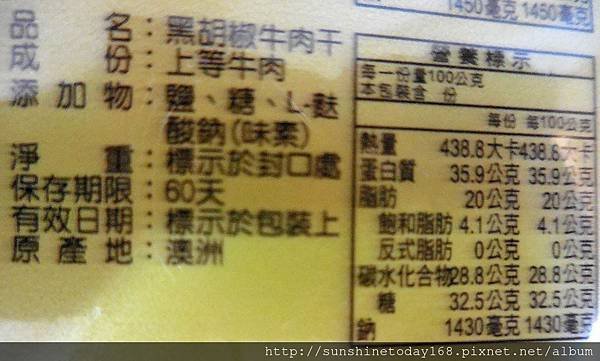 品名：黑胡椒牛肉干
成份：上等牛肉
添加物：鹽、糖、L-麩
酸鈉(味素)
淨重：標示於封口處
保存期限：60天
有效日期：標示於包裝上
原產地：澳洲
1450毫克 1450毫克
營養標示
每一份量100公克
本包裝含 份
每份 每100公克
熱量 438.8大卡 438.8大卡
蛋白質 35.9公克 35.9公克
脂肪 20公克 20公克
飽和脂肪 4.1公克 4.1公克
反式脂肪 0公克 0公克
碳水化合物 28.8公克 28.8公克
糖 32.5公克 32.5公克
鈉 1430毫克 1430毫克
http://sunshinetoday168.pixnet.net/album